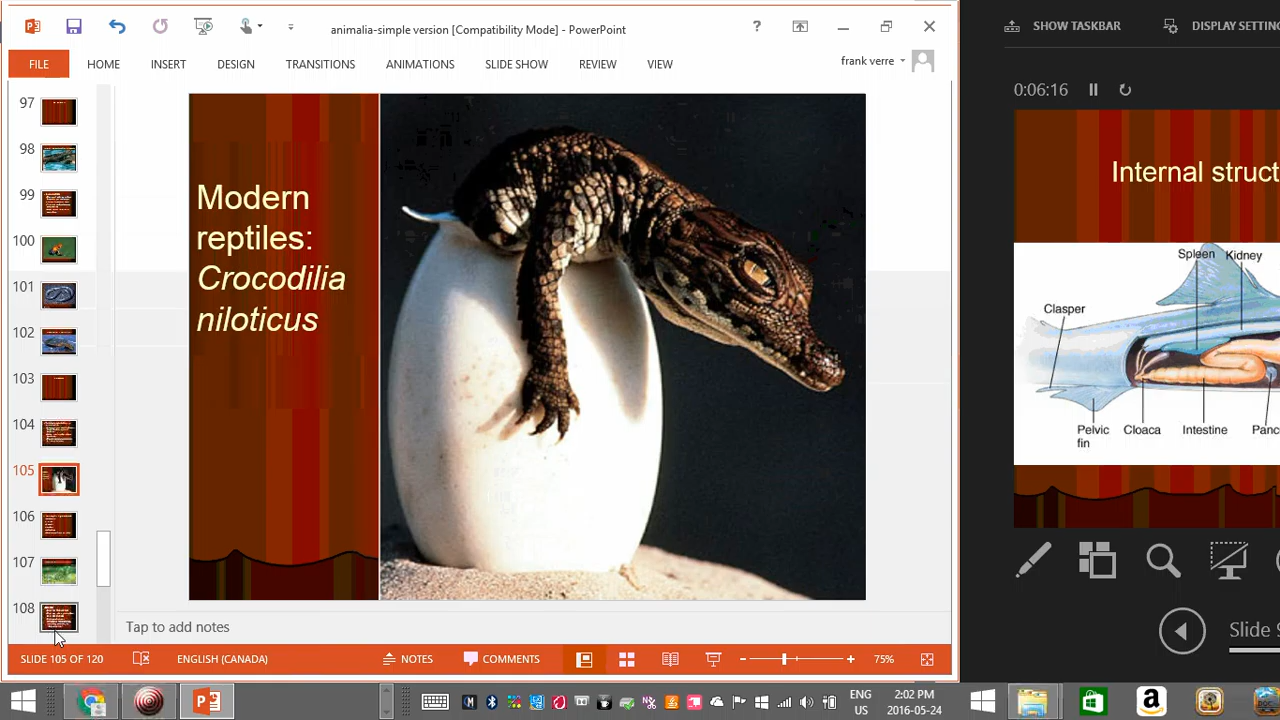 animalia-simple version [Compatibility Mode] - PowerPoint
?
FILE
HOME
INSERT
DESIGN
TRANSITIONS
ANIMATIONS
SLIDE SHOW
REVIEW
VIEW
frank verre
97
98
99
100
101
102
103
104
105
106
107
108
Modern
reptiles:
Crocodilia
niloticus
Tap to add notes
SLIDE 105 OF 120
ENGLISH (CANADA)
NOTES
COMMENTS
75%
SHOW TASKBAR
DISPLAY SETTING
0:06:16
Internal struct
Spleen
Kidney
Clasper
Pelvic
fin
Cloaca
Intestine
Panc
Slide 9
ENG
US
2:02 PM
2016-05-24